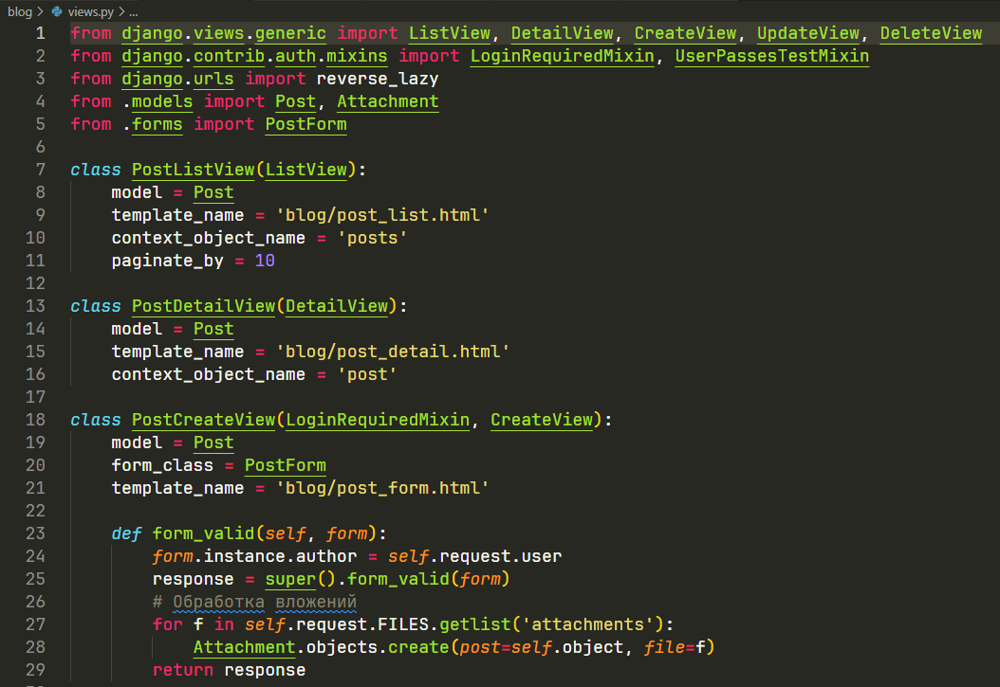 blog > views.py > ...
1 from django.views.generic import ListView, DetailView, CreateView, UpdateView, DeleteView
2 from django.contrib.auth.mixins import LoginRequiredMixin, UserPassesTestMixin
3 from django.urls import reverse_lazy
4 from .models import Post, Attachment
5 from .forms import PostForm
6
7 class PostListView(ListView):
8     model = Post
9     template_name = 'blog/post_list.html'
10     context_object_name = 'posts'
11     paginate_by = 10
12
13 class PostDetailView(DetailView):
14     model = Post
15     template_name = 'blog/post_detail.html'
16     context_object_name = 'post'
17
18 class PostCreateView(LoginRequiredMixin, CreateView):
19     model = Post
20     form_class = PostForm
21     template_name = 'blog/post_form.html'
22
23     def form_valid(self, form):
24         form.instance.author = self.request.user
25         response = super().form_valid(form)
26         # Обработка вложений
27         for f in self.request.FILES.getlist('attachments'):
28             Attachment.objects.create(post=self.object, file=f)
29         return response